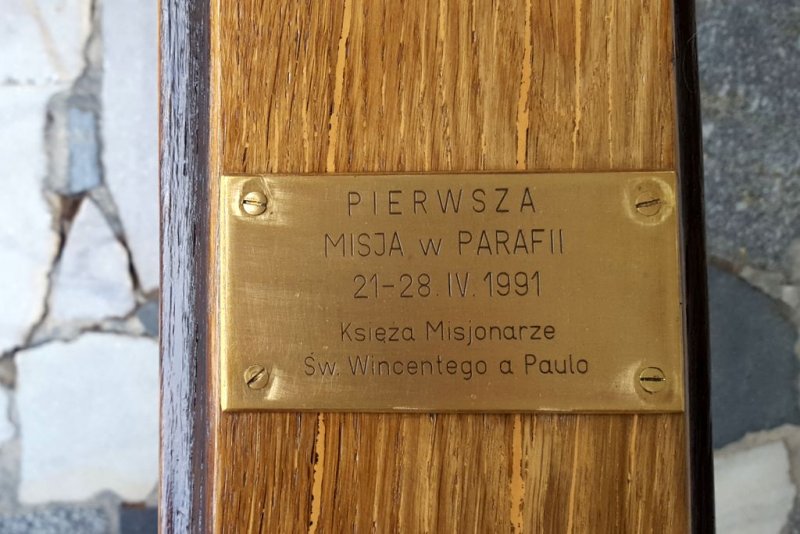 PIERWSZA
MISJA w PARAFII
21-28.IV.1991
Księża Misjonarze
Św. Wincentego a Paulo